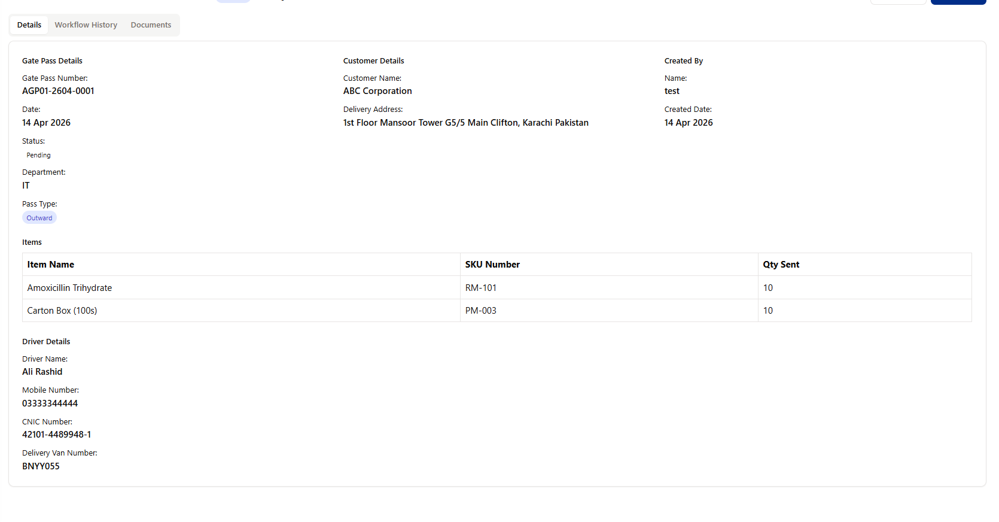 Details Workflow History Documents
Gate Pass Details
Gate Pass Number:
AGP01-2604-0001
Date:
14 Apr 2026
Status:
Pending
Department:
IT
Pass Type:
Outward
Customer Details
Customer Name:
ABC Corporation
Delivery Address:
1st Floor Mansoor Tower G5/5 Main Clifton, Karachi Pakistan
Created By
Name:
test
Created Date:
14 Apr 2026
Items
Item Name SKU Number Qty Sent
Amoxicillin Trihydrate RM-101 10
Carton Box (100s) PM-003 10
Driver Details
Driver Name:
Ali Rashid
Mobile Number:
03333344444
CNIC Number:
42101-4489948-1
Delivery Van Number:
BNYY055